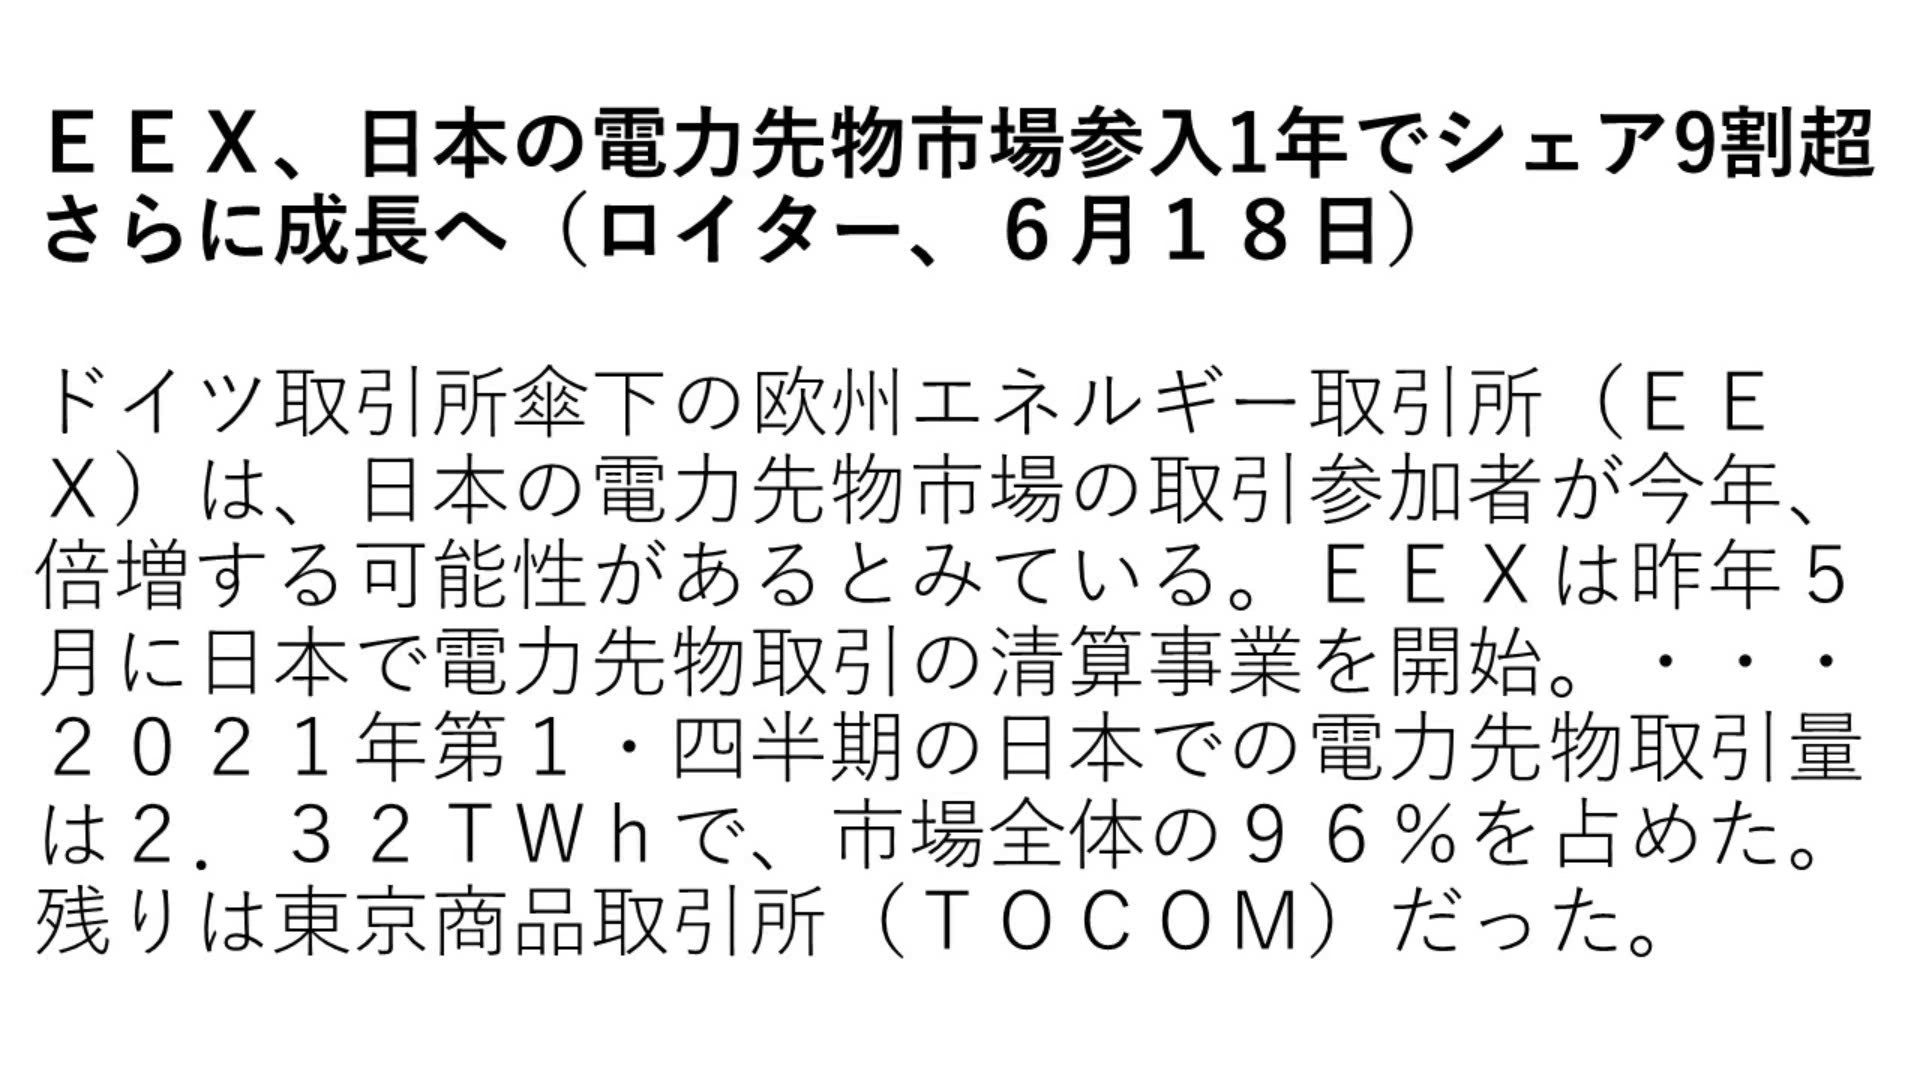 ＥＥＸ、日本の電力先物市場参入1年でシェア9割超
さらに成長へ（ロイター、６月１８日）
ドイツ取引所傘下の欧州エネルギー取引所（ＥＥ
Ｘ）は、日本の電力先物市場の取引参加者が今年、
倍増する可能性があるとみている。ＥＥＸは昨年５
月に日本で電力先物取引の清算事業を開始。・・・
２０２１年第１・四半期の日本での電力先物取引量
は２．３２ＴＷｈで、市場全体の９６％を占めた。
残りは東京商品取引所（ＴＯＣＯＭ）だった。